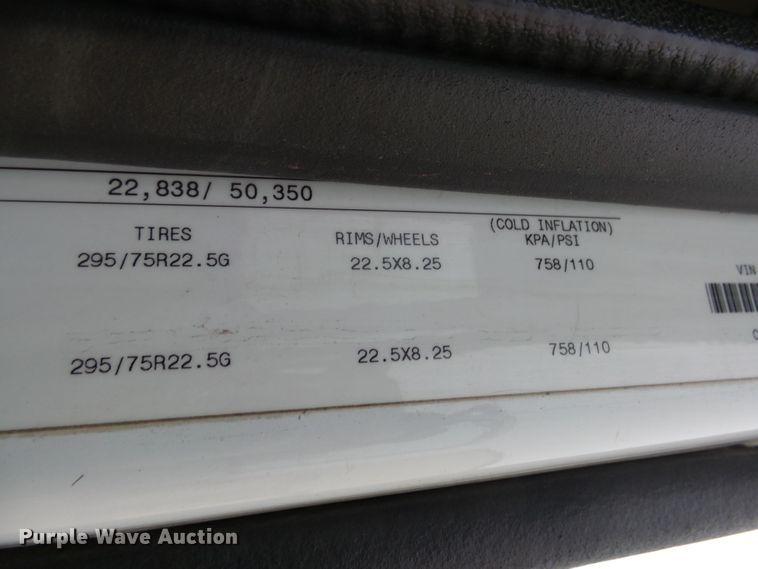 22,838/ 50,350
TIRES RIMS/WHEELS (COLD INFLATION)
KPA/PSI
295/75R22.5G 22.5X8.25 758/110
VIN
295/75R22.5G 22.5X8.25 758/110
Purple Wave Auction